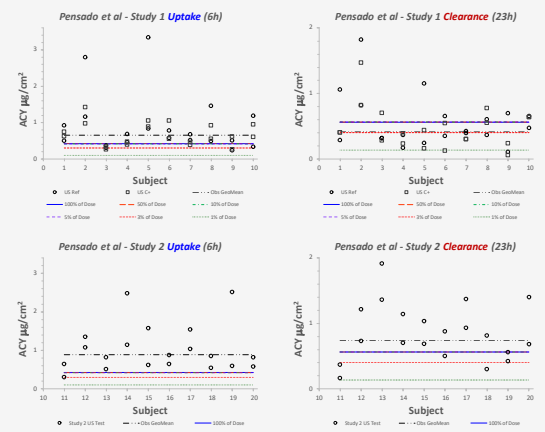 Pensado et al - Study 1 Uptake (6h)
ACY µg/cm²
3
2
1
0
0 1 2 3 4 5 6 7 8 9 10
Subject
US Ref US C+ Obs GeoMean
100% of Dose 50% of Dose 10% of Dose
5% of Dose 3% of Dose 1% of Dose
Pensado et al - Study 1 Clearance (23h)
ACY µg/cm²
2
1
0
0 1 2 3 4 5 6 7 8 9 10
Subject
US Ref US C+ Obs GeoMean
100% of Dose 50% of Dose 10% of Dose
5% of Dose 3% of Dose 1% of Dose
Pensado et al - Study 2 Uptake (6h)
ACY µg/cm²
3
2
1
0
10 11 12 13 14 15 16 17 18 19 20
Subject
Study 2 US Test Obs GeoMean 100% of Dose
Pensado et al - Study 2 Clearance (23h)
ACY µg/cm²
2
1
0
10 11 12 13 14 15 16 17 18 19 20
Subject
Study 2 US Test Obs GeoMean 100% of Dose